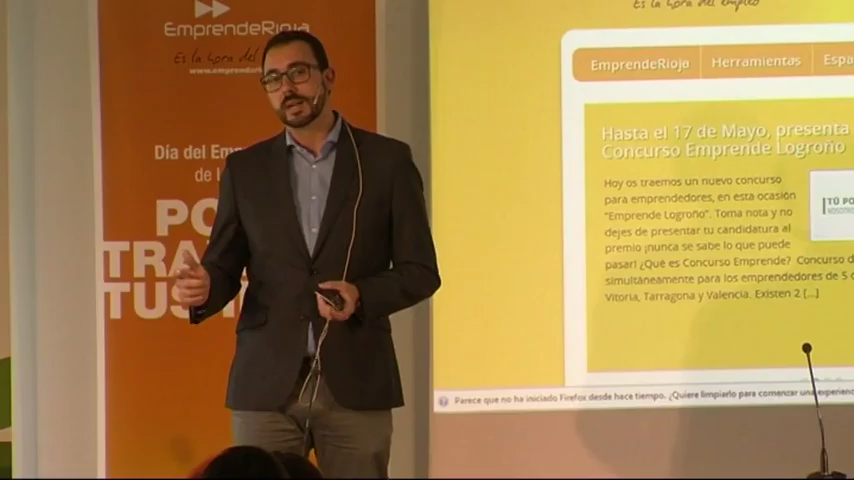 EmprendeRioja
Es la hora del
www.emprende
Día del Em
de L
PO
TRA
TUS
Es la hora del empleo
EmprendeRioja
Herramientas
Espa
Hasta el 17 de Mayo, presenta
Concurso Emprende Logroño
Hoy os traemos un nuevo concurso
para emprendedores, en esta ocasión
"Emprende Logroño". Toma nota y no
dejes de presentar tu candidatura al
premio ¡nunca se sabe lo que puede
pasar! ¿Qué es Concurso Emprende? Concurso d
simultáneamente para los emprendedores de 5 c
Vitoria, Tarragona y Valencia. Existen 2 [...]
TÚ PO
Parece que no ha iniciado Firefox desde hace tiempo. ¿Quiere limpiarlo para comenzar una experienc